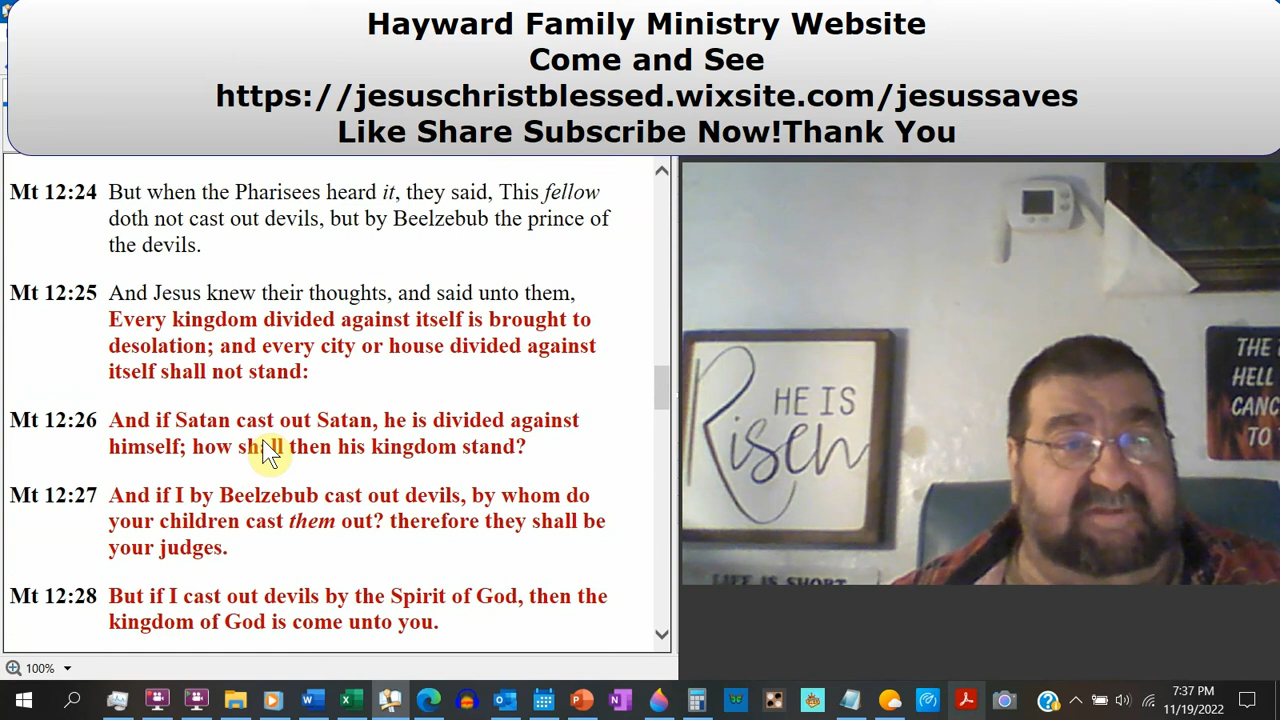 Hayward Family Ministry Website
Come and See
https://jesuschristblessed.wixsite.com/jesussaves
Like Share Subscribe Now!Thank You
Mt 12:24 But when the Pharisees heard it, they said, This fellow
doth not cast out devils, but by Beelzebub the prince of
the devils.
Mt 12:25 And Jesus knew their thoughts, and said unto them,
Every kingdom divided against itself is brought to
desolation; and every city or house divided against
itself shall not stand:
Mt 12:26 And if Satan cast out Satan, he is divided against
himself; how shall then his kingdom stand?
Mt 12:27 And if I by Beelzebub cast out devils, by whom do
your children cast them out? therefore they shall be
your judges.
Mt 12:28 But if I cast out devils by the Spirit of God, then the
kingdom of God is come unto you.
HE IS
Risen
THE
HELL
CANC
TO
LIFE IS SHORT
100%
7:37 PM
11/19/2022